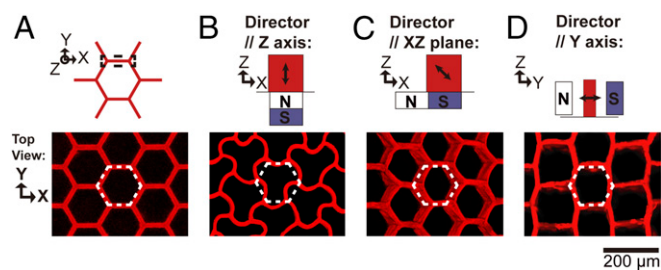 A
Y
Z X
B
Director
// Z axis:
Z
X
N
S
C
Director
// XZ plane:
Z
X
N S
D
Director
// Y axis:
Z
Y
N S
Top
View:
Y
X
200 μm